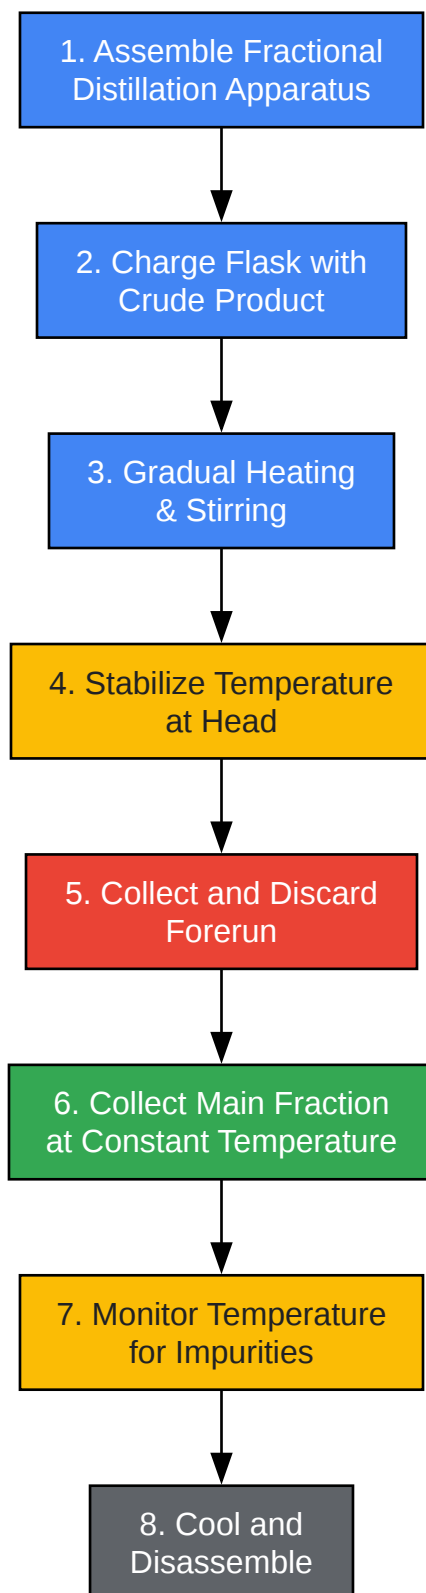 1. Assemble Fractional
Distillation Apparatus
2. Charge Flask with
Crude Product
3. Gradual Heating
& Stirring
4. Stabilize Temperature
at Head
5. Collect and Discard
Forerun
6. Collect Main Fraction
at Constant Temperature
7. Monitor Temperature
for Impurities
8. Cool and
Disassemble